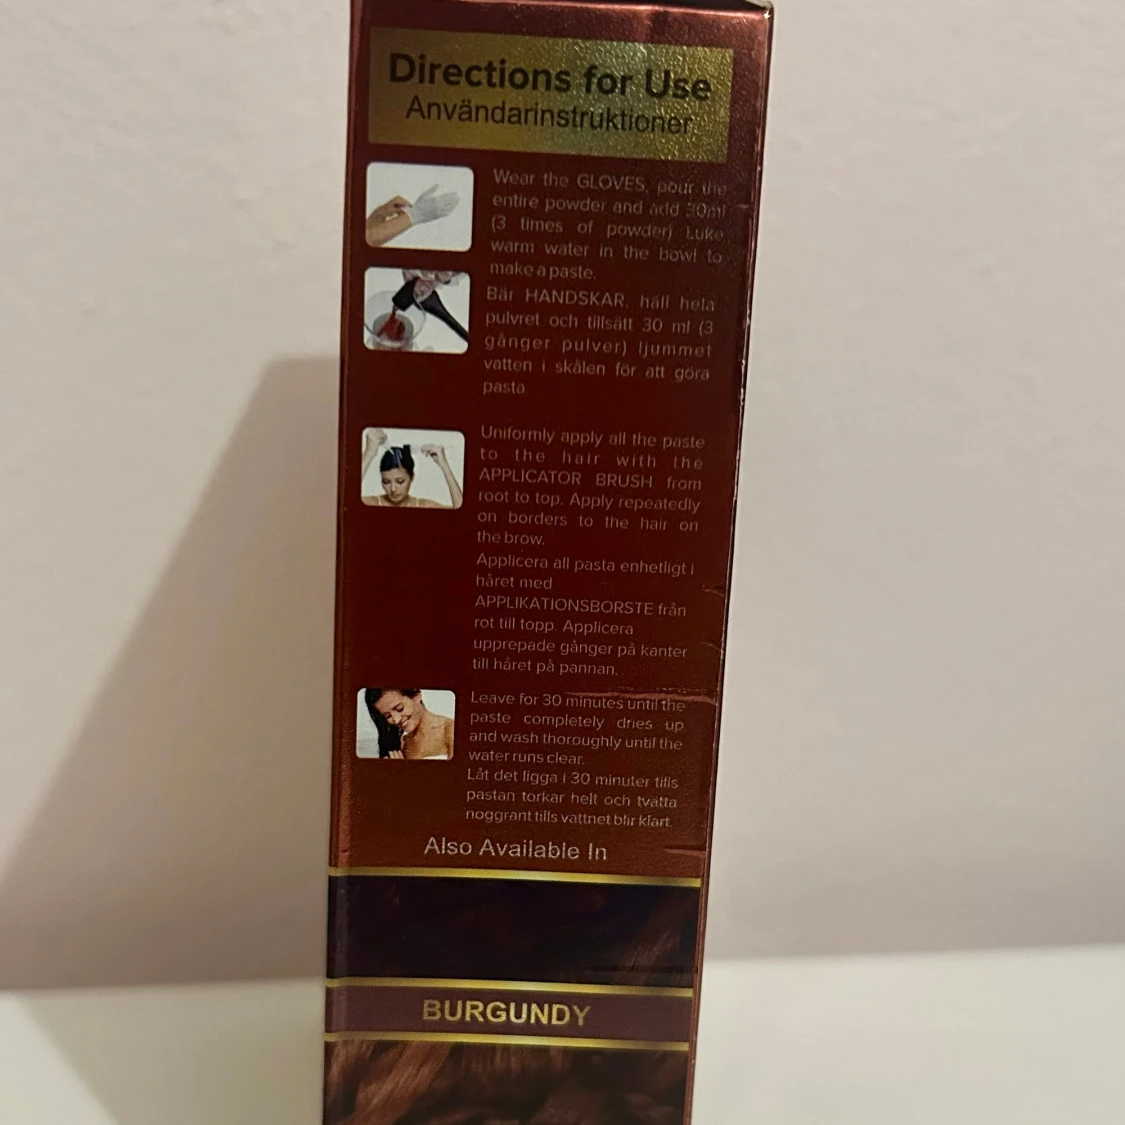 Directions for Use
Användarinstruktioner
Wear the GLOVES, pour the
entire powder and add 30ml
(3 times of powder) Luke
warm water in the bowl to
make a paste.
Bär HANDSKAR, häll hela
pulvret och tillsätt 30 ml (3
gånger pulver) ljummet
vatten i skålen för att göra
pasta.
Uniformly apply all the paste
to the hair with the
APPLICATOR BRUSH from
root to top. Apply repeatedly
on borders to the hair on
the brow.
Applicera all pasta enhetligt i
håret med
APPLIKATIONSBORSTE från
rot till topp. Applicera
upprepade gånger på kanter
till håret på pannan.
Leave for 30 minutes until the
paste completely dries up
and wash thoroughly until the
water runs clear.
Låt det ligga i 30 minuter tills
pastan torkar helt och tvätta
noggrant tills vattnet blir klart.
Also Available In
BURGUNDY